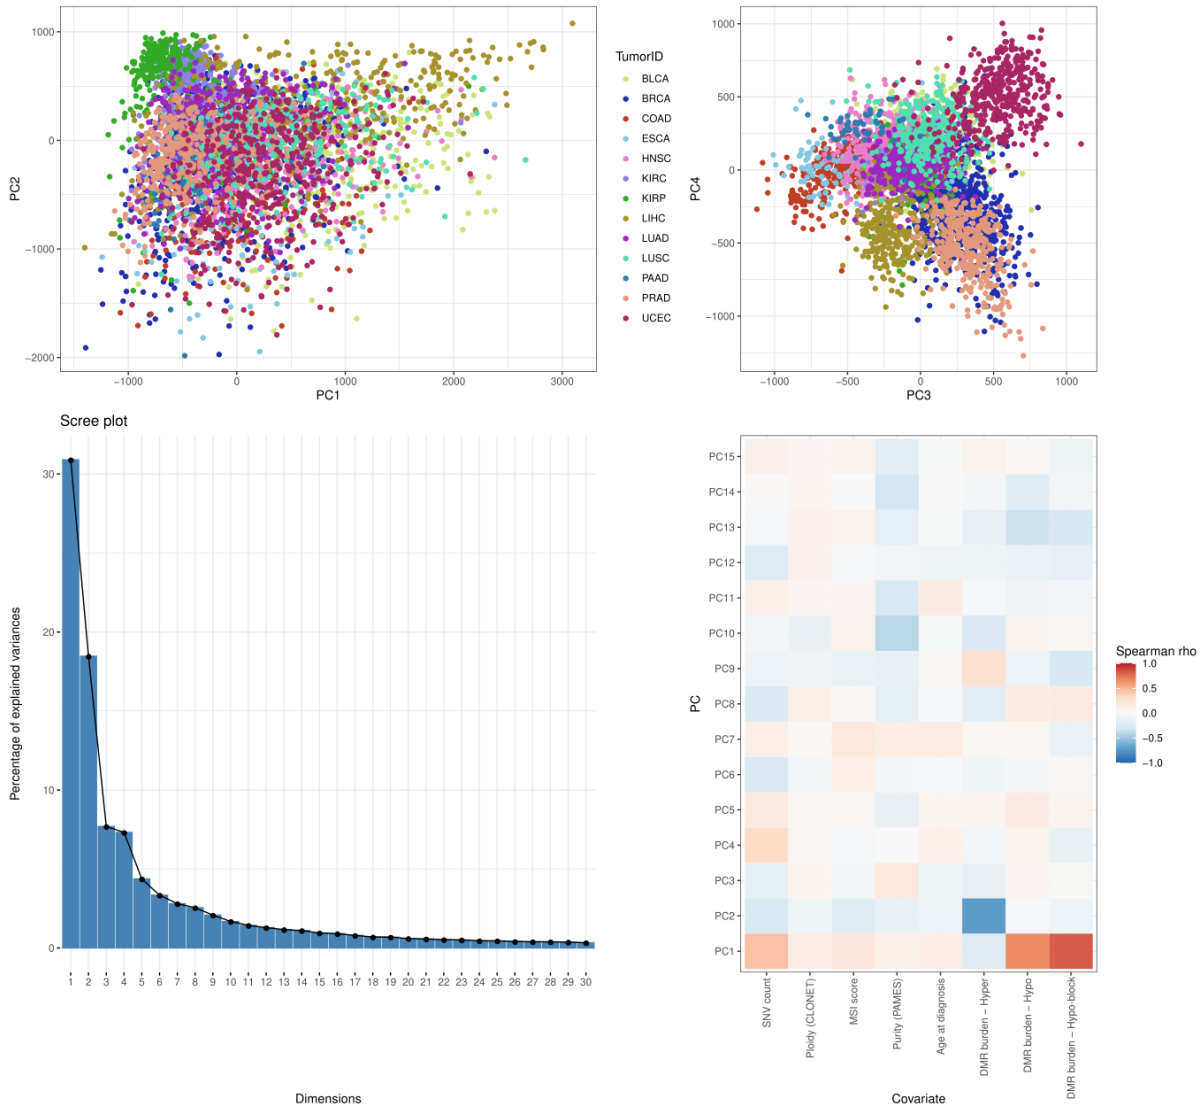 1000
0
−1000
−2000
PC2
−1000
0
1000
2000
3000
PC1
TumorID
BLCA
BRCA
COAD
ESCA
HNSC
KIRC
KIRP
LIHC
LUAD
LUSC
PAAD
PRAD
UCEC
1000
500
0
−500
−1000
PC4
−1000
−500
0
500
1000
PC3
Scree plot
30
20
10
0
Percentage of explained variances
1 2 3 4 5 6 7 8 9 10 11 12 13 14 15 16 17 18 19 20 21 22 23 24 25 26 27 28 29 30
Dimensions
PC15
PC14
PC13
PC12
PC11
PC10
PC9
PC8
PC7
PC6
PC5
PC4
PC3
PC2
PC1
PC
SNV count
Ploidy (CLONET)
MSI score
Purity (PAMES)
Age at diagnosis
DMR burden − Hyper
DMR burden − Hypo
DMR burden − Hypo-block
Covariate
Spearman rho
1.0
0.5
0.0
−0.5
−1.0